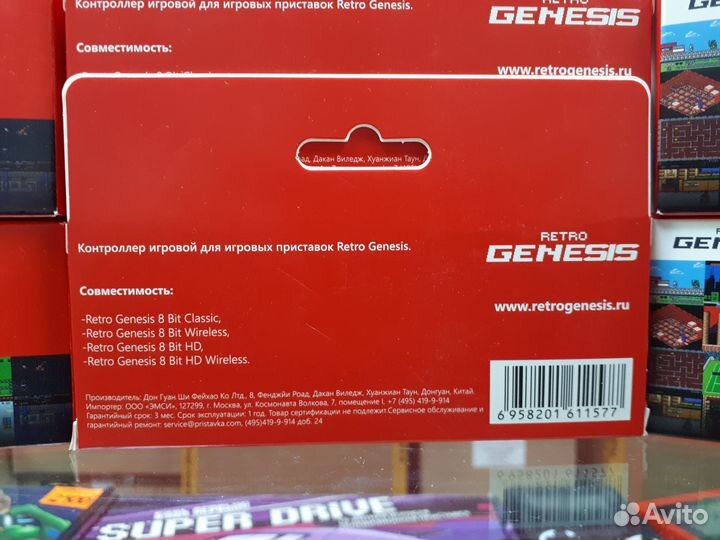 Контроллер игровой для игровых приставок Retro Genesis.
RETRO
GENESIS
Совместимость:
www.retrogenesis.ru
рад, Дакан Виледж, Хуанжиан Таун,
Контроллер игровой для игровых приставок Retro Genesis.
RETRO
GENESIS
Совместимость:
-Retro Genesis 8 Bit Classic,
-Retro Genesis 8 Bit Wireless,
-Retro Genesis 8 Bit HD,
-Retro Genesis 8 Bit HD Wireless.
www.retrogenesis.ru
Производитель: Дон Гуан Ши Фейхао Ко Лтд., 8, Фенджйи Роад, Дакан Виледж, Хуанжиан Таун, Донгуан, Китай.
Импортер: ООО «ЭМСИ», 127299, г. Москва, ул. Космонавта Волкова, 7, помещение I, +7 (495) 419-9-914
Гарантийный срок: 3 мес. Срок эксплуатации: 1 год. Товар сертификации не подлежит.Сервисное обслуживание и
гарантийный ремонт: service@pristavka.com, (495)419-9-914 доб. 24
6 958201 611577
GE
GEN
SUPER DRIVE
Avito